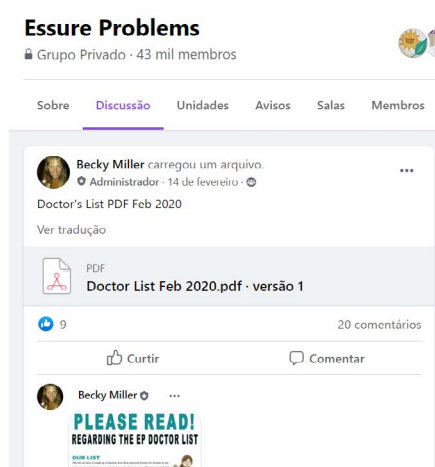 Essure Problems
Grupo Privado · 43 mil membros
Sobre Discussão Unidades Avisos Salas Membros
Becky Miller carregou um arquivo.
Administrador · 14 de fevereiro ·
Doctor's List PDF Feb 2020
Ver tradução
PDF
Doctor List Feb 2020.pdf · versão 1
9 20 comentários
Curtir Comentar
Becky Miller
PLEASE READ!
REGARDING THE EP DOCTOR LIST
OUR LIST